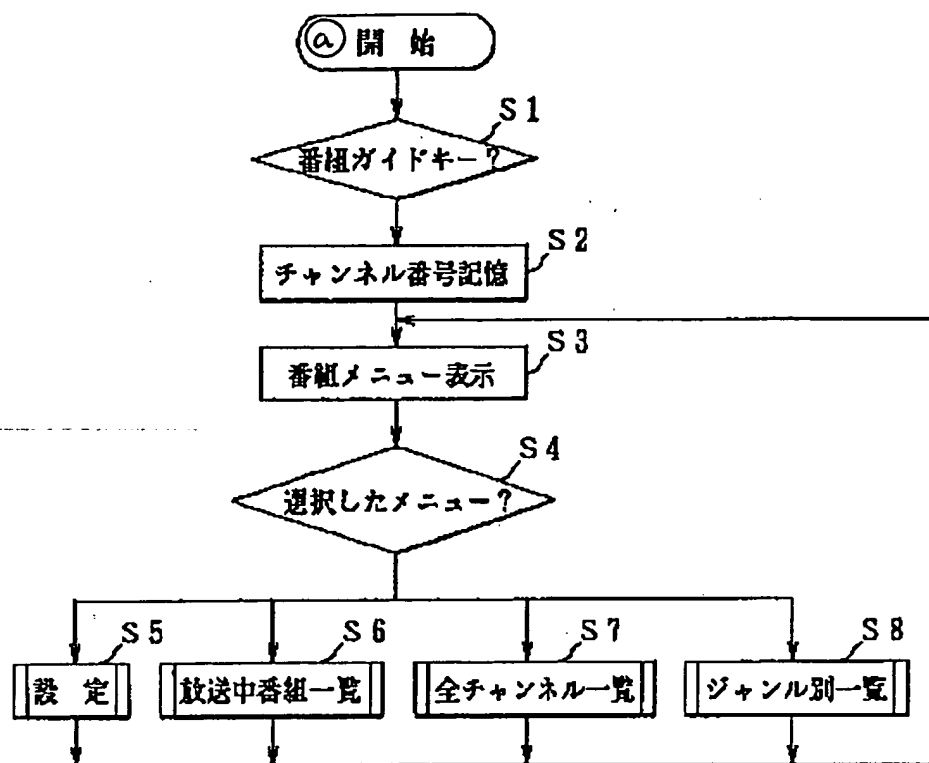 ⓐ 開始
S1
番組ガイドキー?
S2
チャンネル番号記憶
S3
番組メニュー表示
S4
選択したメニュー?
S5
設定
S6
放送中番組一覧
S7
全チャンネル一覧
S8
ジャンル別一覧